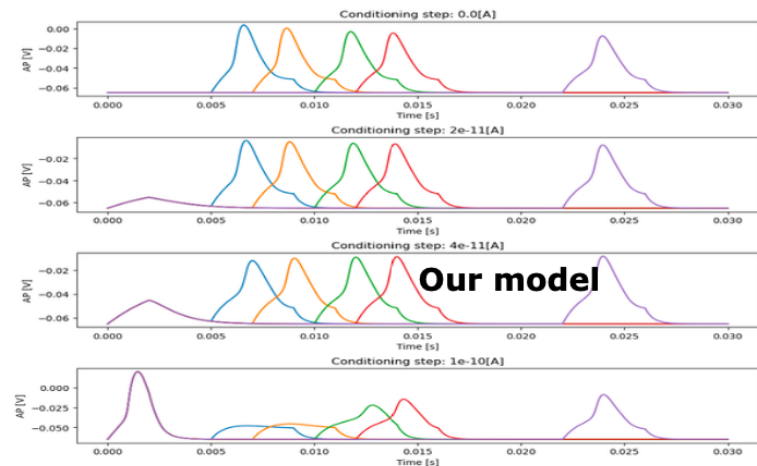 Conditioning step: 0.0[A]
AP [V]
0.00
−0.02
−0.04
−0.06
0.000 0.005 0.010 0.015 0.020 0.025 0.030
Time [s]
Conditioning step: 2e-11[A]
AP [V]
−0.02
−0.04
−0.06
0.000 0.005 0.010 0.015 0.020 0.025 0.030
Time [s]
Conditioning step: 4e-11[A]
AP [V]
−0.02
−0.04
−0.06
Our model
0.000 0.005 0.010 0.015 0.020 0.025 0.030
Time [s]
Conditioning step: 1e-10[A]
AP [V]
0.000
−0.025
−0.050
0.000 0.005 0.010 0.015 0.020 0.025 0.030
Time [s]